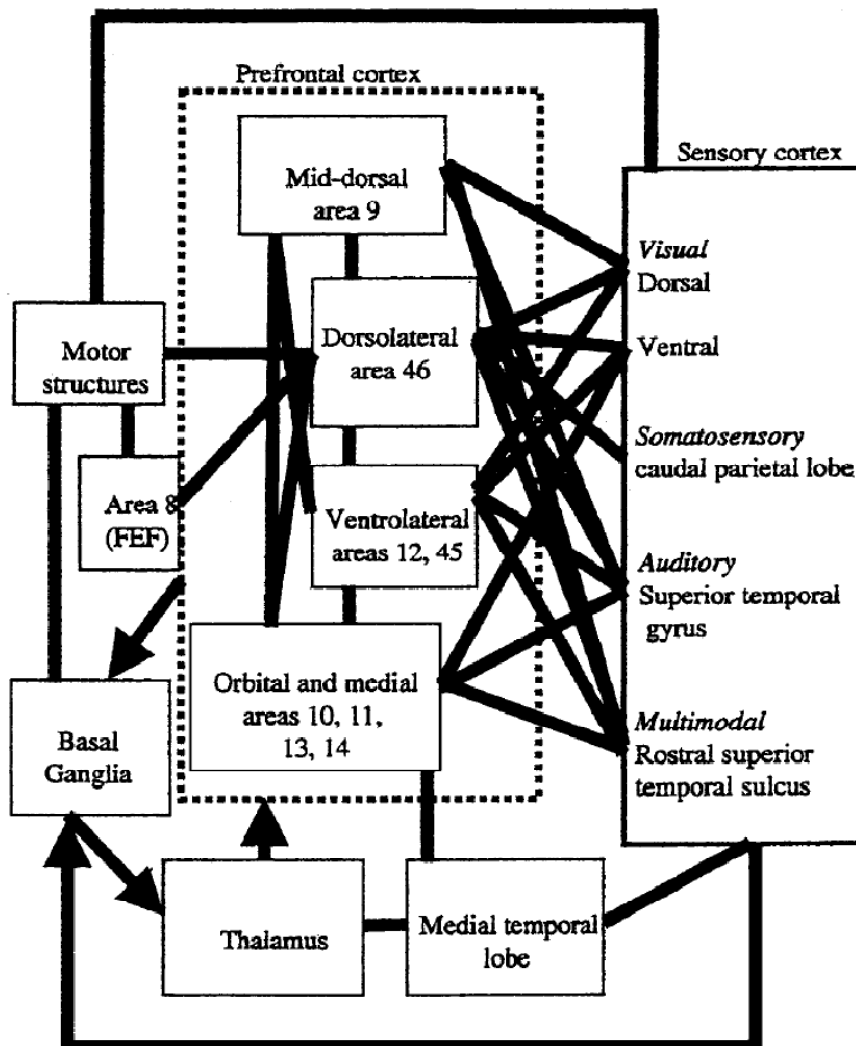 Prefrontal cortex
Sensory cortex
Mid-dorsal
area 9
Visual
Dorsal
Motor
structures
Dorsolateral
area 46
Ventral
Somatosensory
caudal parietal lobe
Area 8
(FEF)
Ventrolateral
areas 12, 45
Auditory
Superior temporal
gyrus
Orbital and medial
areas 10, 11,
13, 14
Basal
Ganglia
Multimodal
Rostral superior
temporal sulcus
Thalamus
Medial temporal
lobe